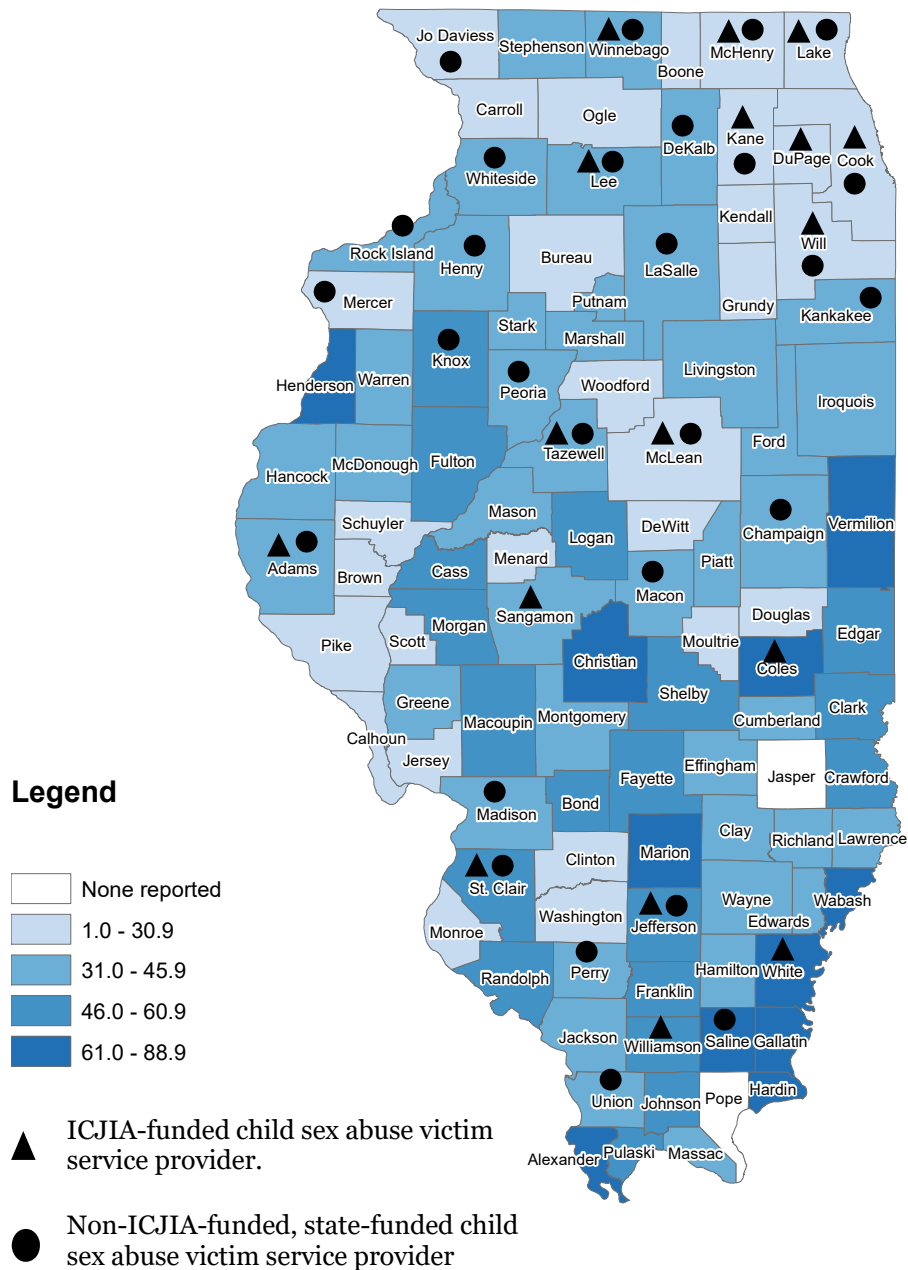 Jo Daviess
Stephenson
Winnebago
Boone
McHenry
Lake
Carroll
Ogle
DeKalb
Kane
DuPage
Cook
Whiteside
Lee
Kendall
Will
Rock Island
Henry
Bureau
LaSalle
Grundy
Kankakee
Mercer
Putnam
Stark
Marshall
Knox
Peoria
Woodford
Livingston
Iroquois
Henderson
Warren
Ford
Hancock
McDonough
Fulton
Tazewell
McLean
Schuyler
Mason
Logan
DeWitt
Champaign
Vermilion
Adams
Brown
Cass
Menard
Macon
Piatt
Pike
Scott
Morgan
Sangamon
Christian
Moultrie
Douglas
Edgar
Coles
Shelby
Calhoun
Greene
Macoupin
Montgomery
Cumberland
Clark
Jersey
Fayette
Effingham
Jasper
Crawford
Madison
Bond
Clay
Richland
Lawrence
St. Clair
Clinton
Marion
Wayne
Edwards
Wabash
Monroe
Washington
Jefferson
Randolph
Perry
Franklin
Hamilton
White
Jackson
Williamson
Saline
Gallatin
Union
Johnson
Pope
Hardin
Alexander
Pulaski
Massac
Legend
None reported
1.0 - 30.9
31.0 - 45.9
46.0 - 60.9
61.0 - 88.9
ICJIA-funded child sex abuse victim
service provider.
Non-ICJIA-funded, state-funded child
sex abuse victim service provider